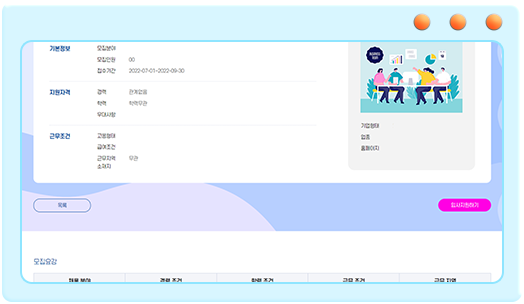 기본정보
모집분야
모집인원 00
접수기간 2022-07-01~2022-09-30
지원자격
경력 관계없음
학력 학력무관
우대사항
근무조건
고용형태
급여조건
근무지역 무관
소재지
기업형태
업종
홈페이지
목록
입사지원하기
모집요강
채용 분야 경력 조건 학력 조건 근무 조건 근무 지역